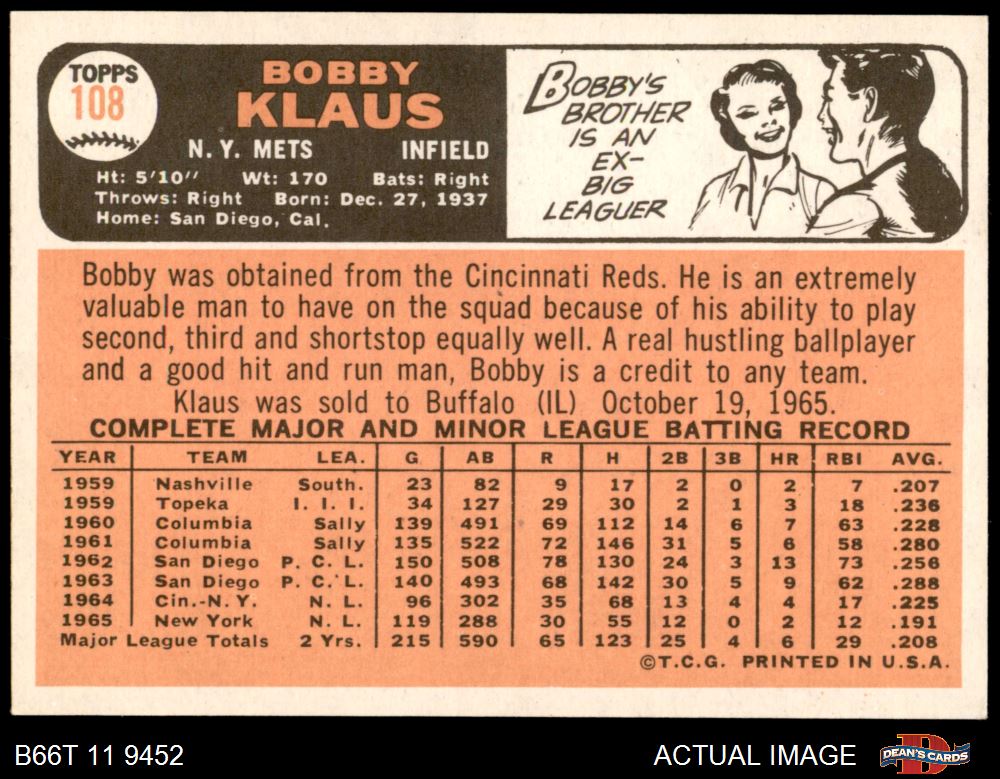 TOPPS
108
BOBBY
KLAUS
N. Y. METS INFIELD
Ht: 5'10" Wt: 170 Bats: Right
Throws: Right Born: Dec. 27, 1937
Home: San Diego, Cal.
BOBBY'S
BROTHER
IS AN
EX-
BIG
LEAGUER
Bobby was obtained from the Cincinnati Reds. He is an extremely
valuable man to have on the squad because of his ability to play
second, third and shortstop equally well. A real hustling ballplayer
and a good hit and run man, Bobby is a credit to any team.
Klaus was sold to Buffalo (IL) October 19, 1965.
COMPLETE MAJOR AND MINOR LEAGUE BATTING RECORD
YEAR TEAM LEA. G AB R H 2B 3B HR RBI AVG.
1959 Nashville South. 23 82 9 17 2 0 2 7 .207
1959 Topeka I. I. I. 34 127 29 30 2 1 3 18 .236
1960 Columbia Sally 139 491 69 112 14 6 7 63 .228
1961 Columbia Sally 135 522 72 146 31 5 6 58 .280
1962 San Diego P. C. L. 150 508 78 130 24 3 13 73 .256
1963 San Diego P. C. L. 140 493 68 142 30 5 9 62 .288
1964 Cin.-N. Y. N. L. 96 302 35 68 13 4 4 17 .225
1965 New York N. L. 119 288 30 55 12 0 2 12 .191
Major League Totals 2 Yrs. 215 590 65 123 25 4 6 29 .208
©T.C.G. PRINTED IN U.S.A.
B66T 11 9452 ACTUAL IMAGE DEAN'S CARDS